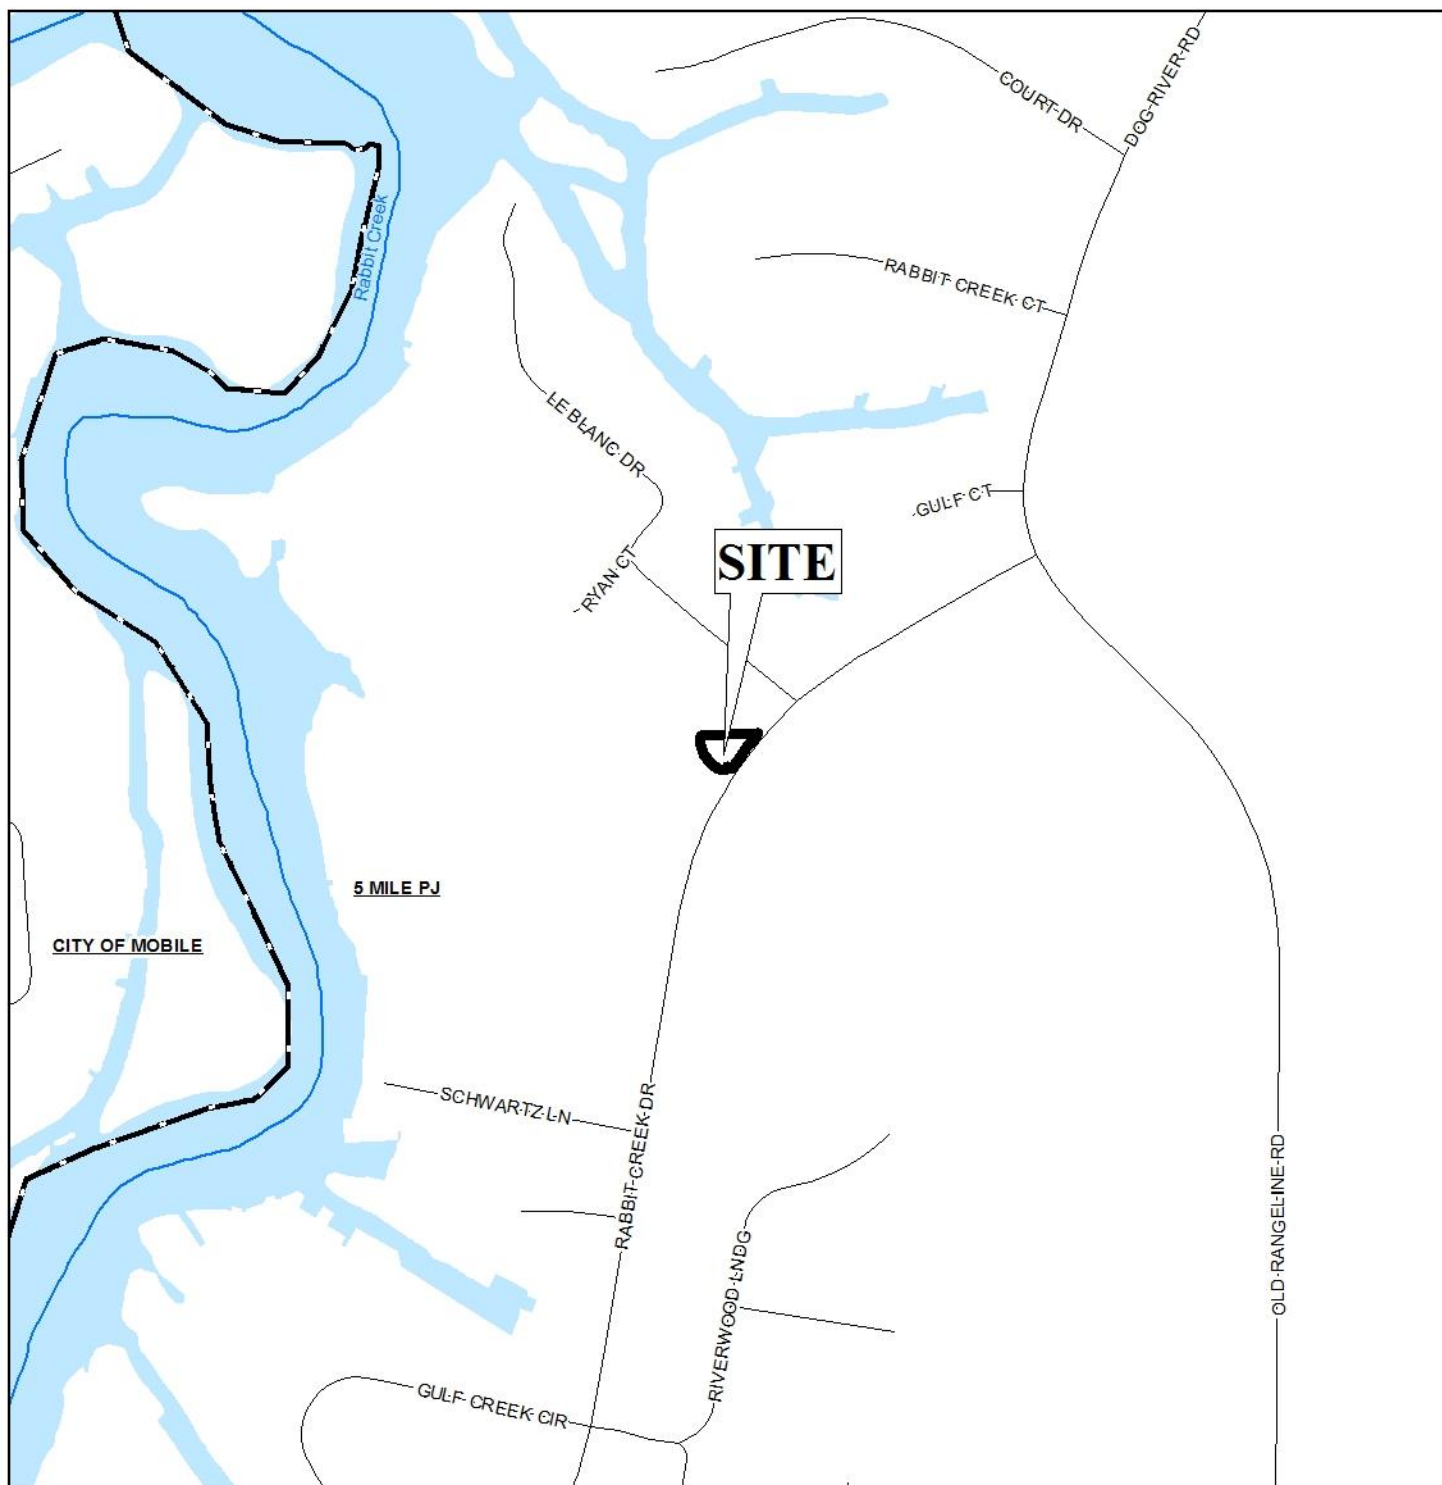 COURT DR
DOG RIVER RD
Rabbit Creek
RABBIT CREEK CT
LE BLANC DR
GULF CT
RYAN CT
SITE
5 MILE PJ
CITY OF MOBILE
SCHWARTZ LN
RABBIT CREEK DR
RIVERWOOD LNDG
OLD RANGELINE RD
GULF CREEK CIR